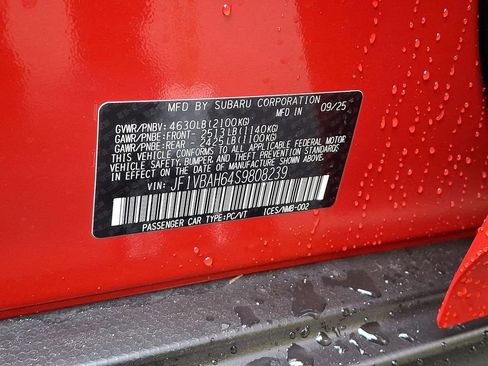 MFD BY SUBARU CORPORATION
MADE IN 09/25
GVWR/PNBV: 4630LB(2100KG)
GAWR/PNBE: FRONT- 2513LB(1140KG)
GAWR/PNBE: REAR - 2425LB(1100KG)
THIS VEHICLE CONFORMS TO ALL APPLICABLE FEDERAL MOTOR
VEHICLE SAFETY, BUMPER, AND THEFT PREVENTION STANDARDS
IN EFFECT ON THE DATE OF MANUFACTURE SHOWN ABOVE.
VIN: JF1VBAH64S9808239
PASSENGER CAR TYPE:PC/VT ICES/NMB-002